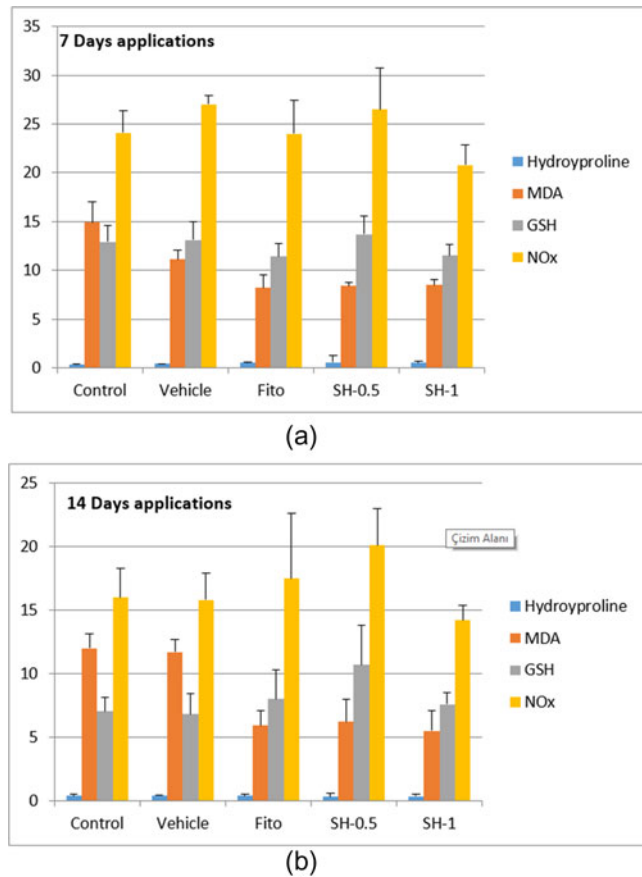 7 Days applications
35
30
25
20
15
10
5
0
Control Vehicle Fito SH-0.5 SH-1
Hydroyproline
MDA
GSH
NOx
(a)
14 Days applications
25
20
15
10
5
0
Control Vehicle Fito SH-0.5 SH-1
Çizim Alanı
Hydroyproline
MDA
GSH
NOx
(b)